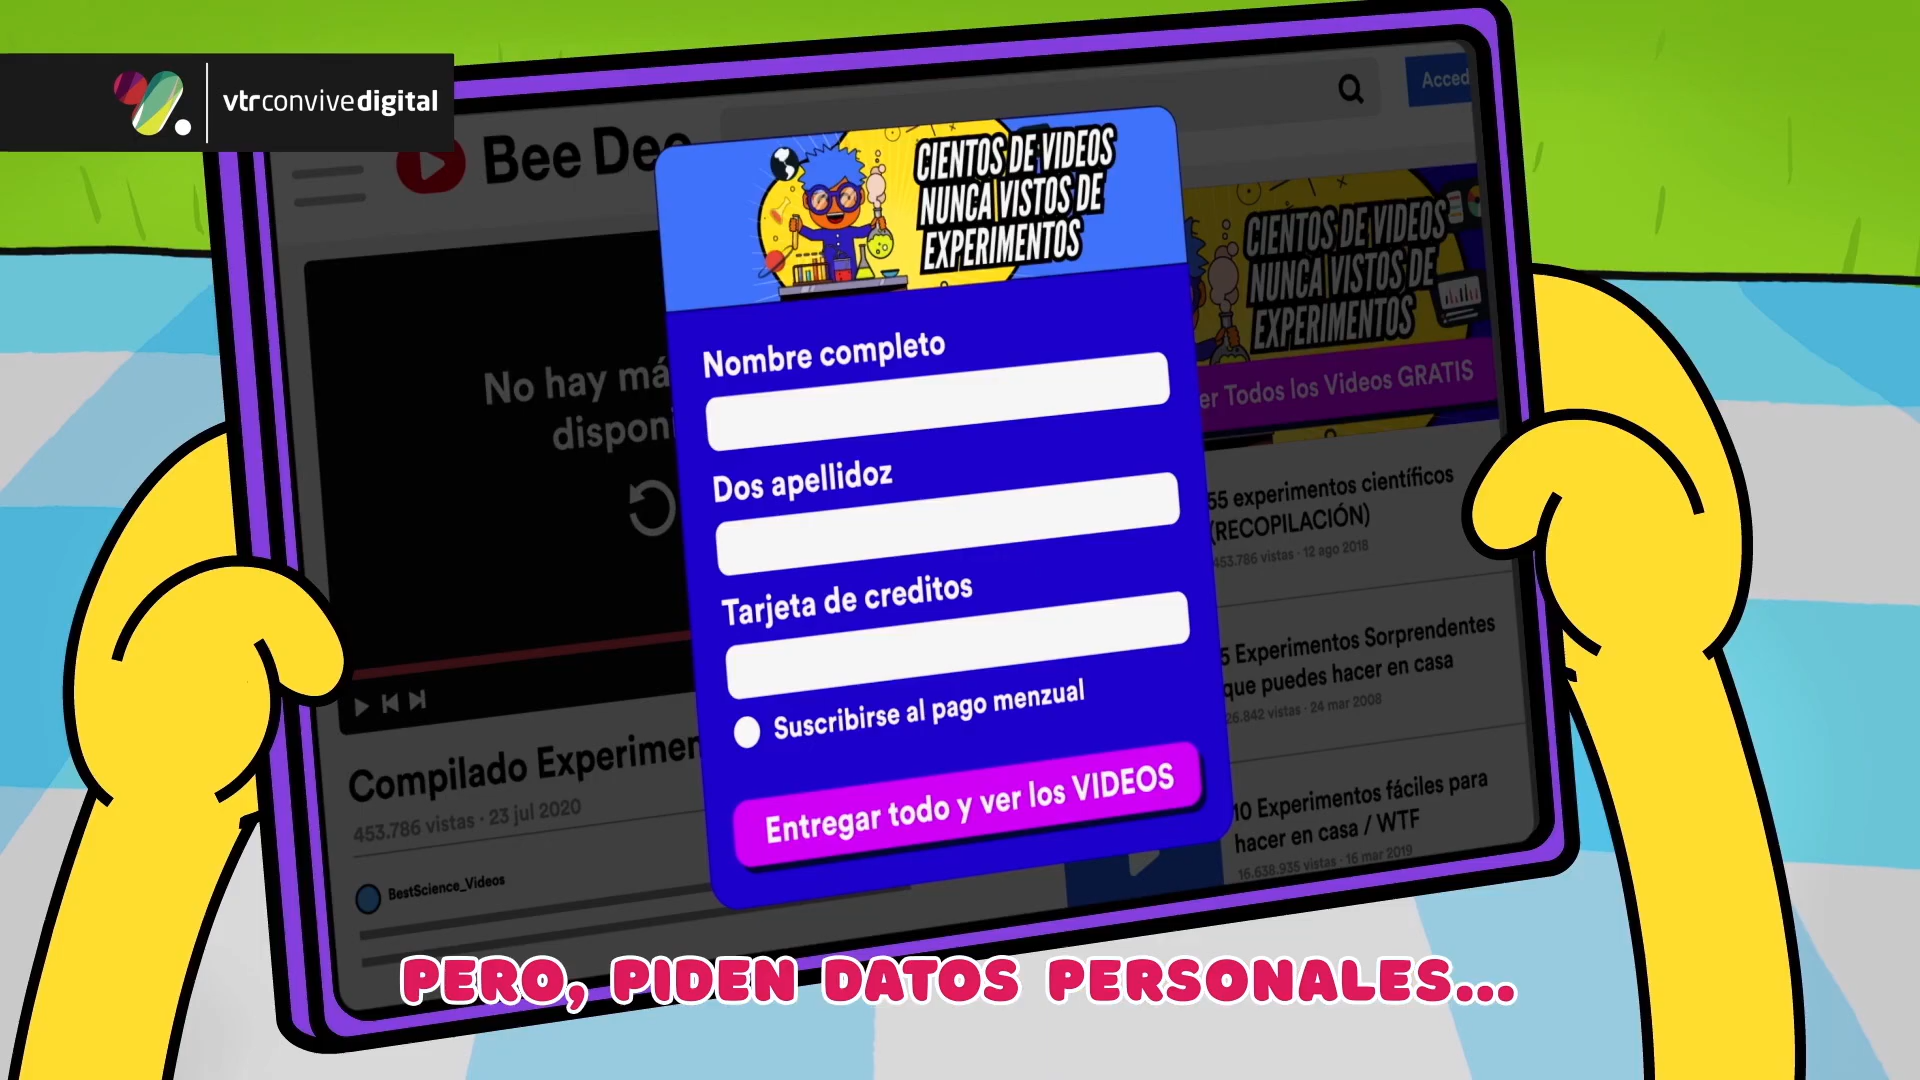 vtrconvivedigital
Acced
Bee Dee
CIENTOS DE VIDEOS
NUNCA VISTOS DE
EXPERIMENTOS
Nombre completo
Dos apellidoz
Tarjeta de creditos
Suscribirse al pago menzual
Entregar todo y ver los VIDEOS
No hay má
disponi
Compilado Experimen
453.786 vistas · 23 jul 2020
BestScience_Videos
CIENTOS DE VIDEOS
NUNCA VISTOS DE
EXPERIMENTOS
er Todos los Videos GRATIS
55 experimentos científicos
(RECOPILACIÓN)
453.786 vistas · 12 ago 2018
5 Experimentos Sorprendentes
que puedes hacer en casa
26.842 vistas · 24 mar 2008
10 Experimentos fáciles para
hacer en casa / WTF
16.638.935 vistas · 16 mar 2019
PERO, PIDEN DATOS PERSONALES...